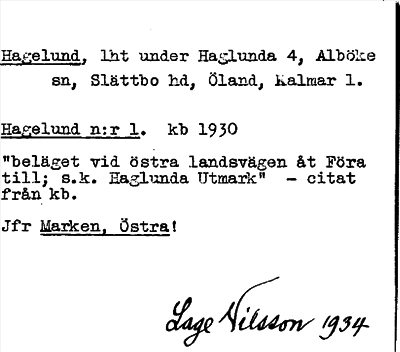 Hagelund, lht under Haglunda 4, Alböke
sn, Slättbo hd, Öland, Kalmar l.
Hagelund n:r 1. kb 1930
"beläget vid östra landsvägen åt Föra
till; s.k. Haglunda Utmark" - citat
från kb.
Jfr Marken, Östra!
Lage Nilsson 1934